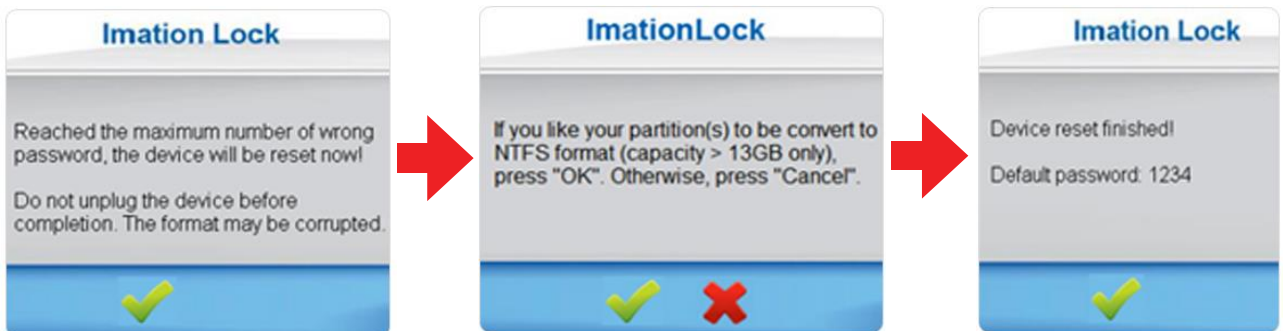 Imation Lock
Reached the maximum number of wrong
password, the device will be reset now!
Do not unplug the device before
completion. The format may be corrupted.
ImationLock
If you like your partition(s) to be convert to
NTFS format (capacity > 13GB only),
press "OK". Otherwise, press "Cancel".
Imation Lock
Device reset finished!
Default password: 1234